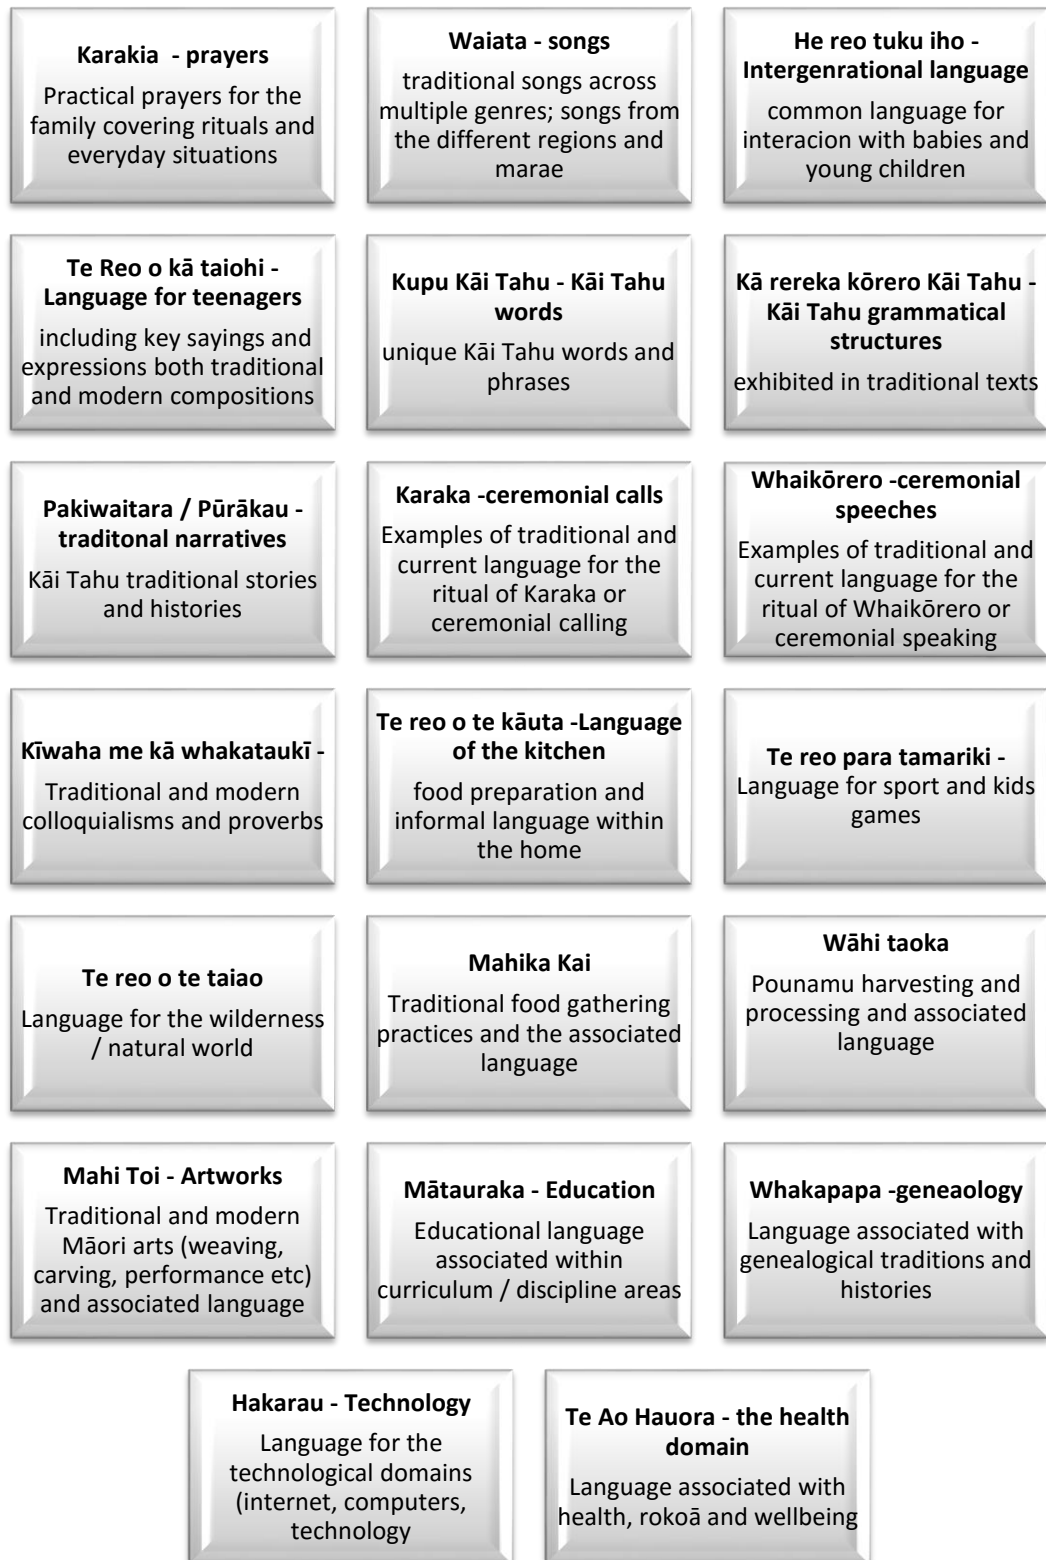 Karakia - prayers
Practical prayers for the
family covering rituals and
everyday situations
Waiata - songs
traditional songs across
multiple genres; songs from
the different regions and
marae
He reo tuku iho -
Intergenrational language
common language for
interacion with babies and
young children
Te Reo o kā taiohi -
Language for teenagers
including key sayings and
expressions both traditional
and modern compositions
Kupu Kāi Tahu - Kāi Tahu
words
unique Kāi Tahu words and
phrases
Kā rereka kōrero Kāi Tahu -
Kāi Tahu grammatical
structures
exhibited in traditional texts
Pakiwaitara / Pūrākau -
traditonal narratives
Kāi Tahu traditional stories
and histories
Karaka -ceremonial calls
Examples of traditional and
current language for the
ritual of Karaka or
ceremonial calling
Whaikōrero -ceremonial
speeches
Examples of traditional and
current language for the
ritual of Whaikōrero or
ceremonial speaking
Kīwaha me kā whakataukī -
Traditional and modern
colloquialisms and proverbs
Te reo o te kāuta -Language
of the kitchen
food preparation and
informal language within
the home
Te reo para tamariki -
Language for sport and kids
games
Te reo o te taiao
Language for the wilderness
/ natural world
Mahika Kai
Traditional food gathering
practices and the associated
language
Wāhi taoka
Pounamu harvesting and
processing and associated
language
Mahi Toi - Artworks
Traditional and modern
Māori arts (weaving,
carving, performance etc)
and associated language
Mātauraka - Education
Educational language
associated within
curriculum / discipline areas
Whakapapa -geneaology
Language associated with
genealogical traditions and
histories
Hakarau - Technology
Language for the
technological domains
(internet, computers,
technology
Te Ao Hauora - the health
domain
Language associated with
health, rokoā and wellbeing